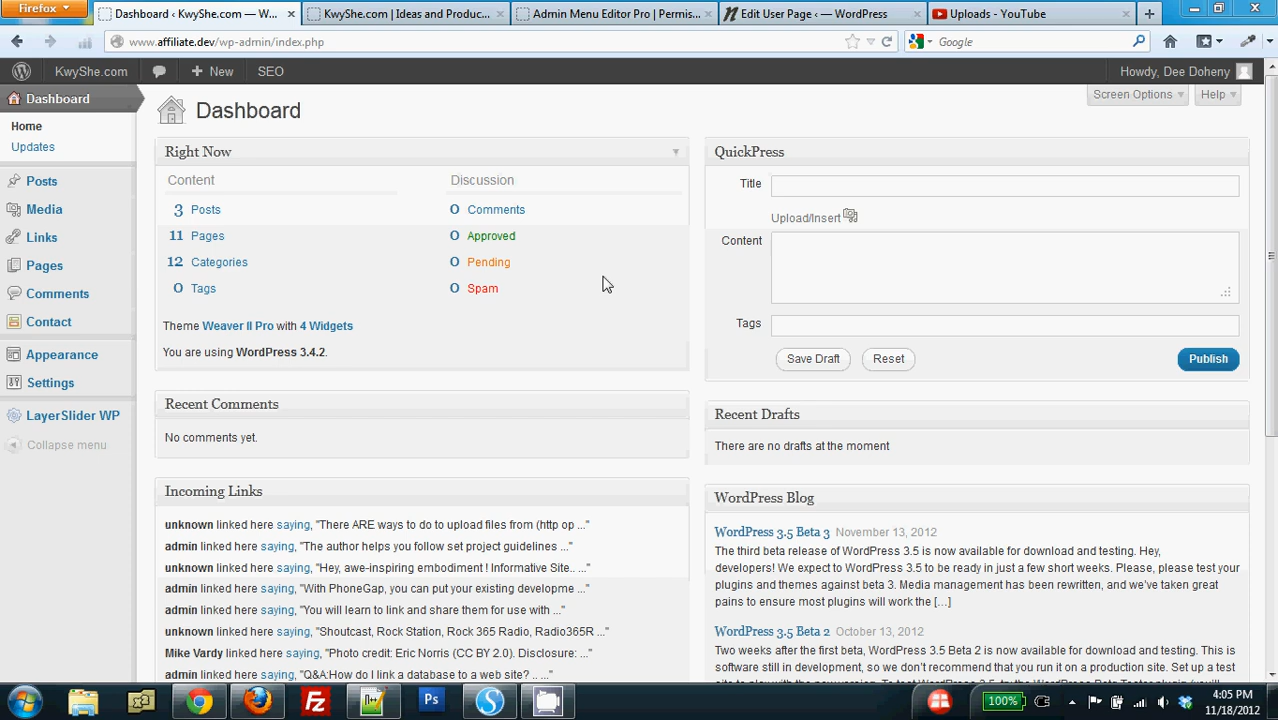 Firefox
Dashboard ‹ KwyShe.com — W...
KwyShe.com | Ideas and Produc...
Admin Menu Editor Pro | Permis...
Edit User Page ‹ — WordPress
Uploads - YouTube
www.affiliate.dev/wp-admin/index.php
Google
KwyShe.com
New
SEO
Howdy, Dee Doheny
Dashboard
Home
Updates
Posts
Media
Links
Pages
Comments
Contact
Appearance
Settings
LayerSlider WP
Collapse menu
Screen Options
Help
Dashboard
Right Now
Content
Discussion
3 Posts
0 Comments
11 Pages
0 Approved
12 Categories
0 Pending
0 Tags
0 Spam
Theme Weaver II Pro with 4 Widgets
You are using WordPress 3.4.2.
Recent Comments
No comments yet.
Incoming Links
unknown linked here saying, "There ARE ways to do to upload files from (http op ..."
admin linked here saying, "The author helps you follow set project guidelines ..."
unknown linked here saying, "Hey, awe-inspiring embodiment ! Informative Site.. ..."
admin linked here saying, "With PhoneGap, you can put your existing developme ..."
admin linked here saying, "You will learn to link and share them for use with ..."
unknown linked here saying, "Shoutcast, Rock Station, Rock 365 Radio, Radio365R ..."
Mike Vardy linked here saying, "Photo credit: Eric Norris (CC BY 2.0). Disclosure: ..."
admin linked here saying, "Q&A:How do I link a database to a web site? .. ..."
QuickPress
Title
Upload/Insert
Content
Tags
Save Draft
Reset
Publish
Recent Drafts
There are no drafts at the moment
WordPress Blog
WordPress 3.5 Beta 3 November 13, 2012
The third beta release of WordPress 3.5 is now available for download and testing. Hey,
developers! We expect to WordPress 3.5 to be ready in just a few short weeks. Please, please test your
plugins and themes against beta 3. Media management has been rewritten, and we've taken great
pains to ensure most plugins will work the […]
WordPress 3.5 Beta 2 October 13, 2012
Two weeks after the first beta, WordPress 3.5 Beta 2 is now available for download and testing. This is
software still in development, so we don't recommend that you run it on a production site. Set up a test
Ps
100%
4:05 PM
11/18/2012